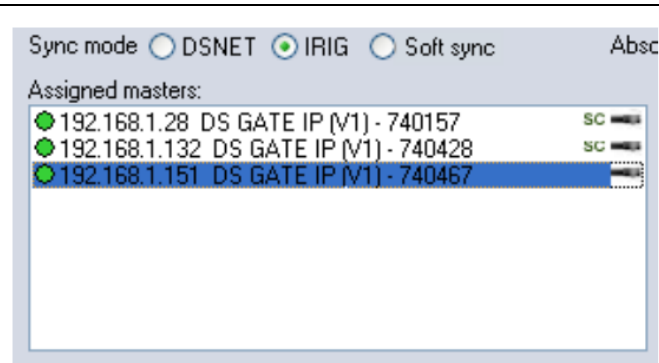 Sync mode DSNET IRIG Soft sync Absc
Assigned masters:
192.168.1.28 DS GATE IP (V1) - 740157 SC
192.168.1.132 DS GATE IP (V1) - 740428 SC
192.168.1.151 DS GATE IP (V1) - 740467